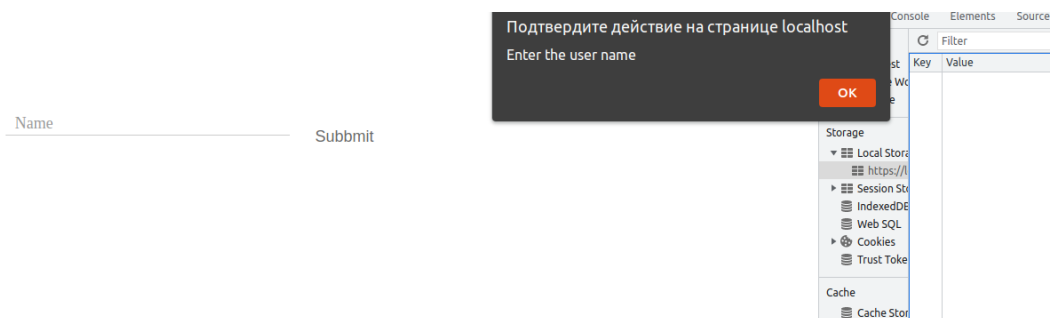 Подтвердите действие на странице localhost
Enter the user name
OK
Name
Subbmit
Console Elements Source
Filter
Key Value
Storage
Local Stora
https://l
Session Sto
IndexedDB
Web SQL
Cookies
Trust Toke
Cache
Cache Stor